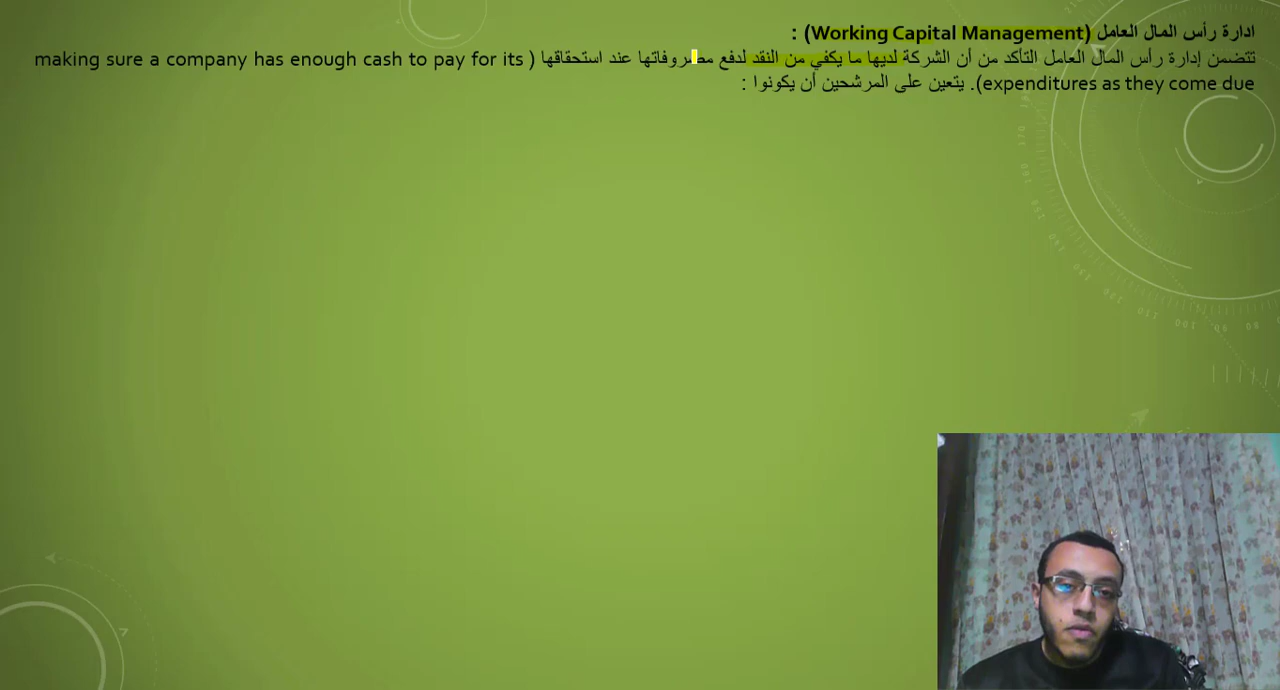 ادارة رأس المال العامل (Working Capital Management) :
تتضمن إدارة رأس المال العامل التأكد من أن الشركة لديها ما يكفي من النقد لدفع مصروفاتها عند استحقاقها ( making sure a company has enough cash to pay for its
expenditures as they come due). يتعين على المرشحين أن يكونوا :